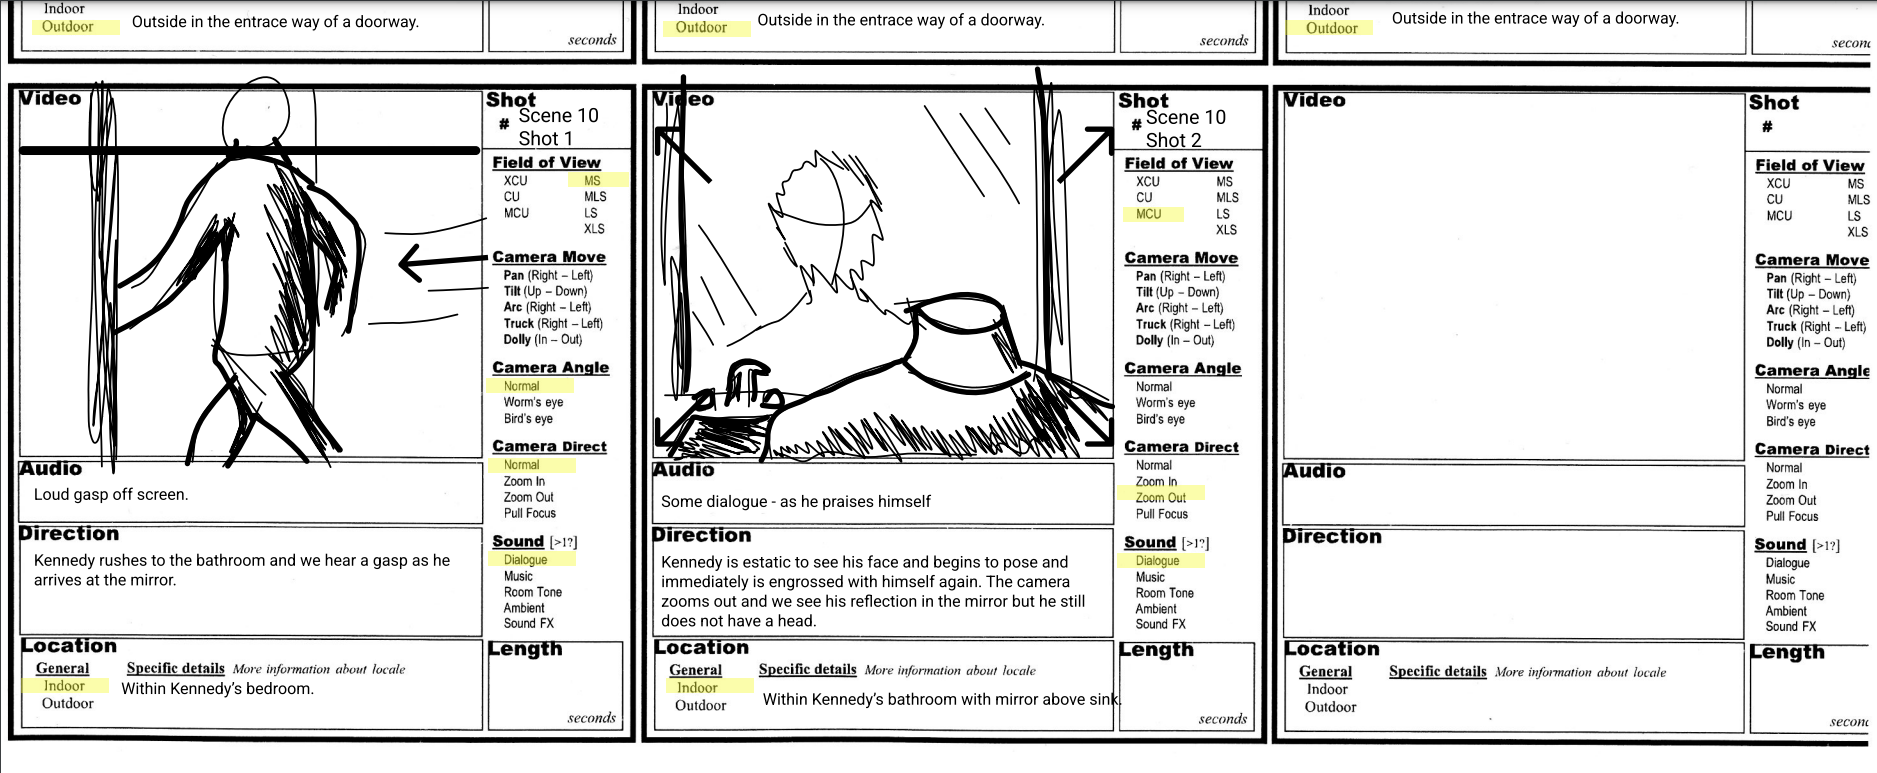 Indoor
Outdoor
Outside in the entrace way of a doorway.
seconds
Indoor
Outdoor
Outside in the entrace way of a doorway.
seconds
Indoor
Outdoor
Outside in the entrace way of a doorway.
Video
Shot
# Scene 10
Shot 1
Field of View
XCU MS
CU MLS
MCU LS
XLS
Camera Move
Pan (Right – Left)
Tilt (Up – Down)
Arc (Right – Left)
Truck (Right – Left)
Dolly (In – Out)
Camera Angle
Normal
Worm's eye
Bird's eye
Camera Direct
Normal
Zoom In
Zoom Out
Pull Focus
Sound [>1?]
Dialogue
Music
Room Tone
Ambient
Sound FX
Audio
Loud gasp off screen.
Direction
Kennedy rushes to the bathroom and we hear a gasp as he
arrives at the mirror.
Location
General Specific details More information about locale
Indoor
Within Kennedy's bedroom.
Outdoor
Length
seconds
Video
Shot
# Scene 10
Shot 2
Field of View
XCU MS
CU MLS
MCU LS
XLS
Camera Move
Pan (Right – Left)
Tilt (Up – Down)
Arc (Right – Left)
Truck (Right – Left)
Dolly (In – Out)
Camera Angle
Normal
Worm's eye
Bird's eye
Camera Direct
Normal
Zoom In
Zoom Out
Pull Focus
Sound [>1?]
Dialogue
Music
Room Tone
Ambient
Sound FX
Audio
Some dialogue - as he praises himself
Direction
Kennedy is estatic to see his face and begins to pose and
immediately is engrossed with himself again. The camera
zooms out and we see his reflection in the mirror but he still
does not have a head.
Location
General Specific details More information about locale
Indoor
Within Kennedy's bathroom with mirror above sink.
Outdoor
Length
seconds
Video
Shot
#
Field of View
XCU MS
CU MLS
MCU LS
XLS
Camera Move
Pan (Right – Left)
Tilt (Up – Down)
Arc (Right – Left)
Truck (Right – Left)
Dolly (In – Out)
Camera Angle
Normal
Worm's eye
Bird's eye
Camera Direct
Normal
Zoom In
Zoom Out
Pull Focus
Sound [>1?]
Dialogue
Music
Room Tone
Ambient
Sound FX
Audio
Direction
Location
General Specific details More information about locale
Indoor
Outdoor
Length